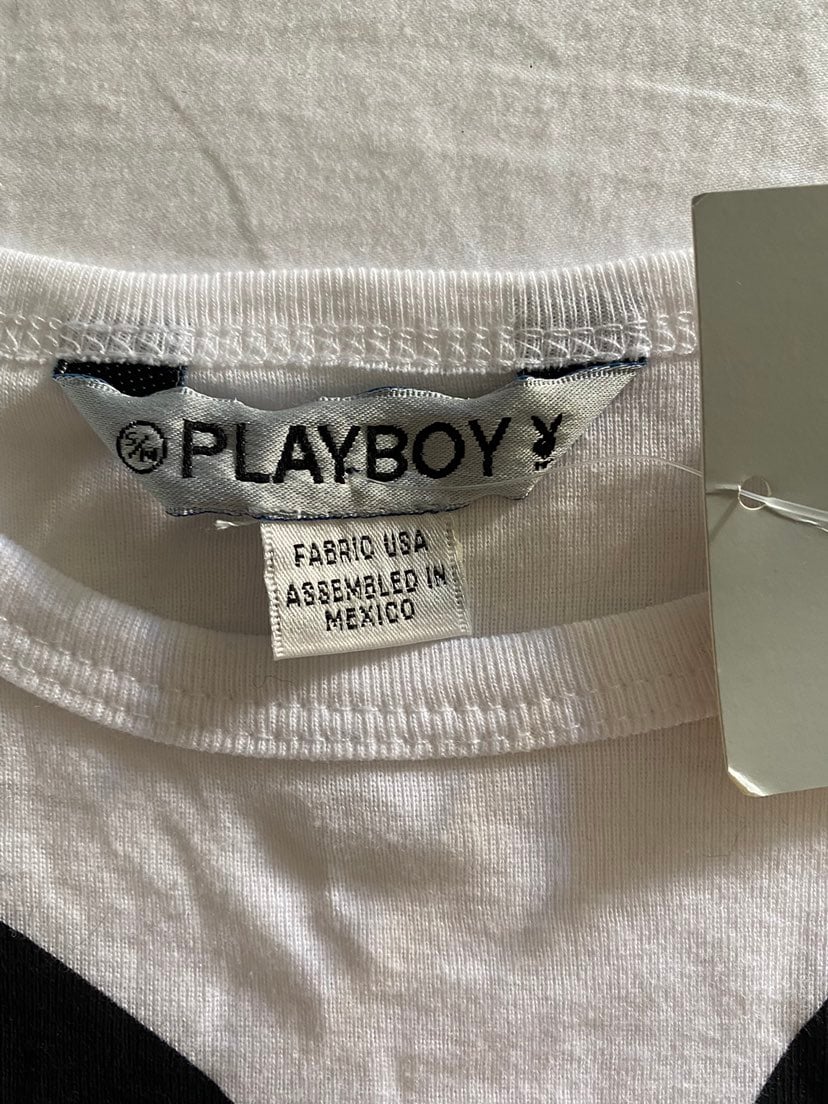 S/M PLAYBOY
FABRIC USA
ASSEMBLED IN
MEXICO